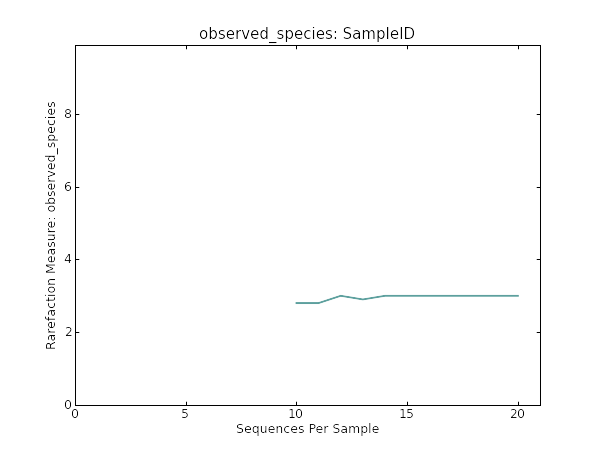 observed_species: SampleID
Rarefaction Measure: observed_species
8
6
4
2
0
0 5 10 15 20
Sequences Per Sample